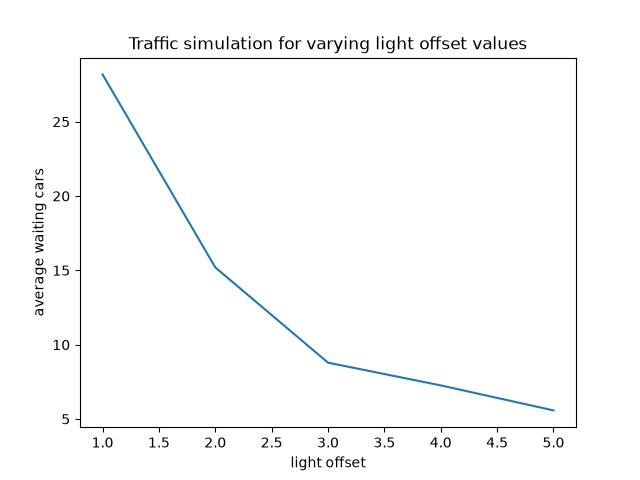 Traffic simulation for varying light offset values
average waiting cars
25
20
15
10
5
1.0 1.5 2.0 2.5 3.0 3.5 4.0 4.5 5.0
light offset